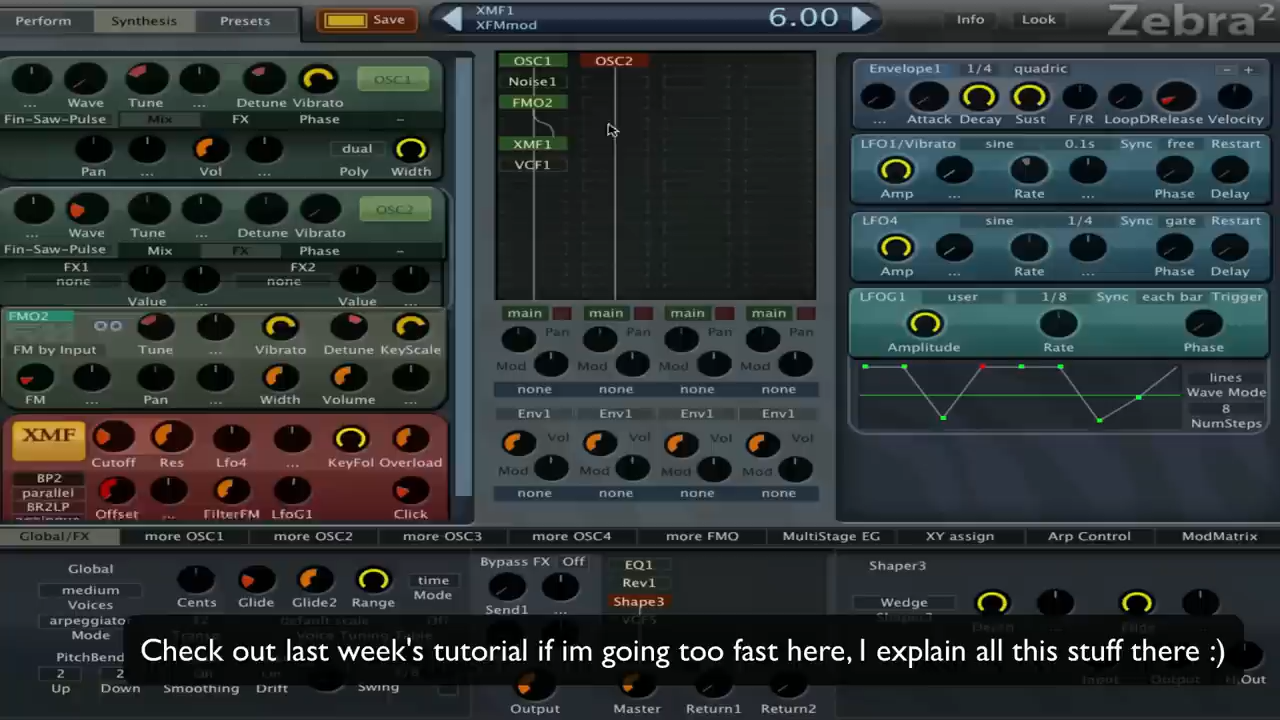 Perform Synthesis Presets Save XMF1 XFMmod 6.00 Info Look Zebra²
OSC1 OSC2
Noise1
FMO2
XMF1
VCF1
... Wave Tune ... Detune Vibrato OSC1
Fin-Saw-Pulse Mix FX Phase
Pan ... Vol ... dual Poly Width
... Wave Tune ... Detune Vibrato OSC2
Fin-Saw-Pulse Mix FX Phase
FX1 none Value ... FX2 none Value ...
FMO2
FM by Input Tune ... Vibrato Detune KeyScale
FM ... Pan ... Width Volume ...
XMF Cutoff Res Lfo4 ... KeyFol Overload
BP2
parallel
BR2LP
Offset ... FilterFM LfoG1 Click
main main main main
Pan Pan Pan Pan
Mod Mod Mod Mod
none none none none
Env1 Env1 Env1 Env1
Vol Vol Vol Vol
Mod Mod Mod Mod
none none none none
Envelope1 1/4 quadric - +
... Attack Decay Sust F/R LoopD Release Velocity
LFO1/Vibrato sine 0.1s Sync free Restart
Amp ... Rate ... Phase Delay
LFO4 sine 1/4 Sync gate Restart
Amp ... Rate ... Phase Delay
LFOG1 user 1/8 Sync each bar Trigger
Amplitude Rate Phase
lines
Wave Mode
8
NumSteps
Global/FX more OSC1 more OSC2 more OSC3 more OSC4 more FMO MultiStage EG XY assign Arp Control ModMatrix
Global
medium
Voices
arpeggiator
Mode
PitchBend
2 2
Up Down
Cents Glide Glide2 Range time Mode
default scale
Smoothing Drift Swing
Bypass FX Off
Send1 ...
EQ1
Rev1
Shape3
Output Master Return1 Return2
Shaper3
Wedge
Check out last week's tutorial if im going too fast here, I explain all this stuff there :)